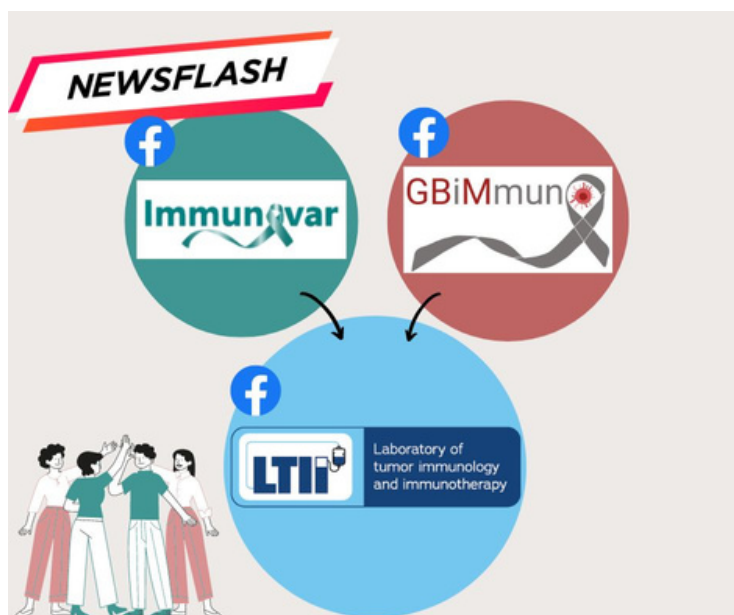 NEWSFLASH
Immunovar
GBiMmuno
LTII
Laboratory of
tumor immunology
and immunotherapy